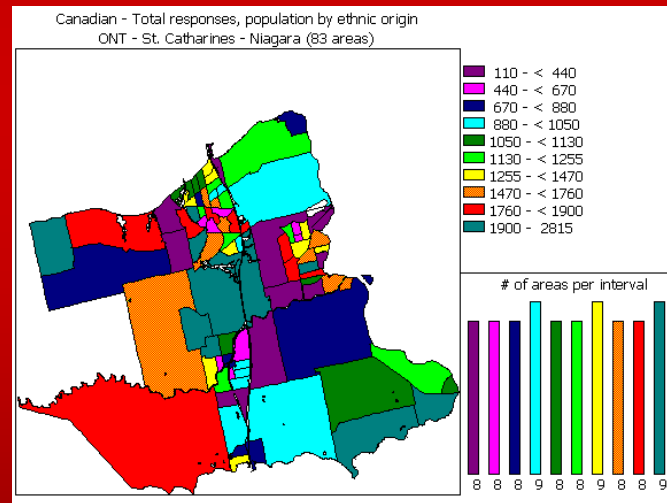 Canadian - Total responses, population by ethnic origin
ONT - St. Catharines - Niagara (83 areas)
110 - < 440
440 - < 670
670 - < 880
880 - < 1050
1050 - < 1130
1130 - < 1255
1255 - < 1470
1470 - < 1760
1760 - < 1900
1900 - 2815
# of areas per interval
8 8 8 9 8 8 9 8 8 9